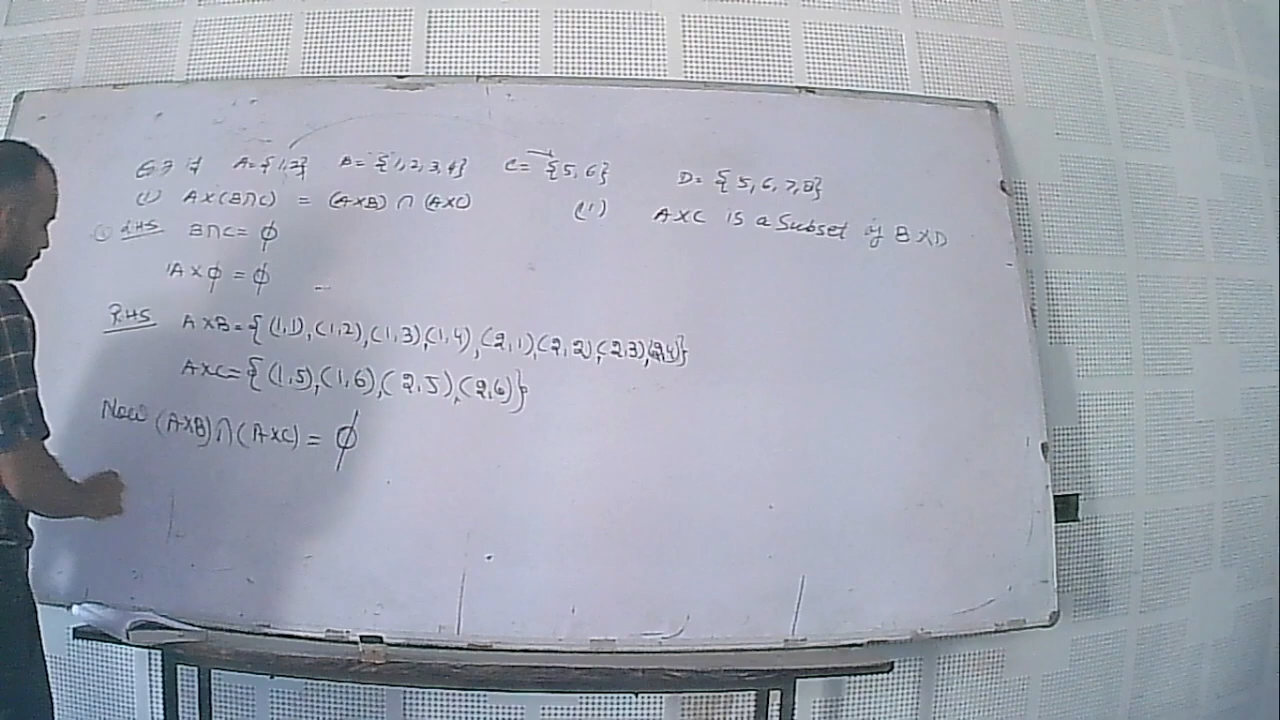 if A = {1,2} B = {1,2,3,4} C = {5,6} D = {5,6,7,8}
(i) A×(B∩C) = (A×B) ∩ (A×C) (ii) A×C is a Subset of B×D
① LHS B∩C = ϕ
A×ϕ = ϕ
R.HS A×B = {(1,1),(1,2),(1,3),(1,4),(2,1),(2,2),(2,3),(2,4)}
A×C = {(1,5),(1,6),(2,5),(2,6)}
Now (A×B)∩(A×C) = ϕ